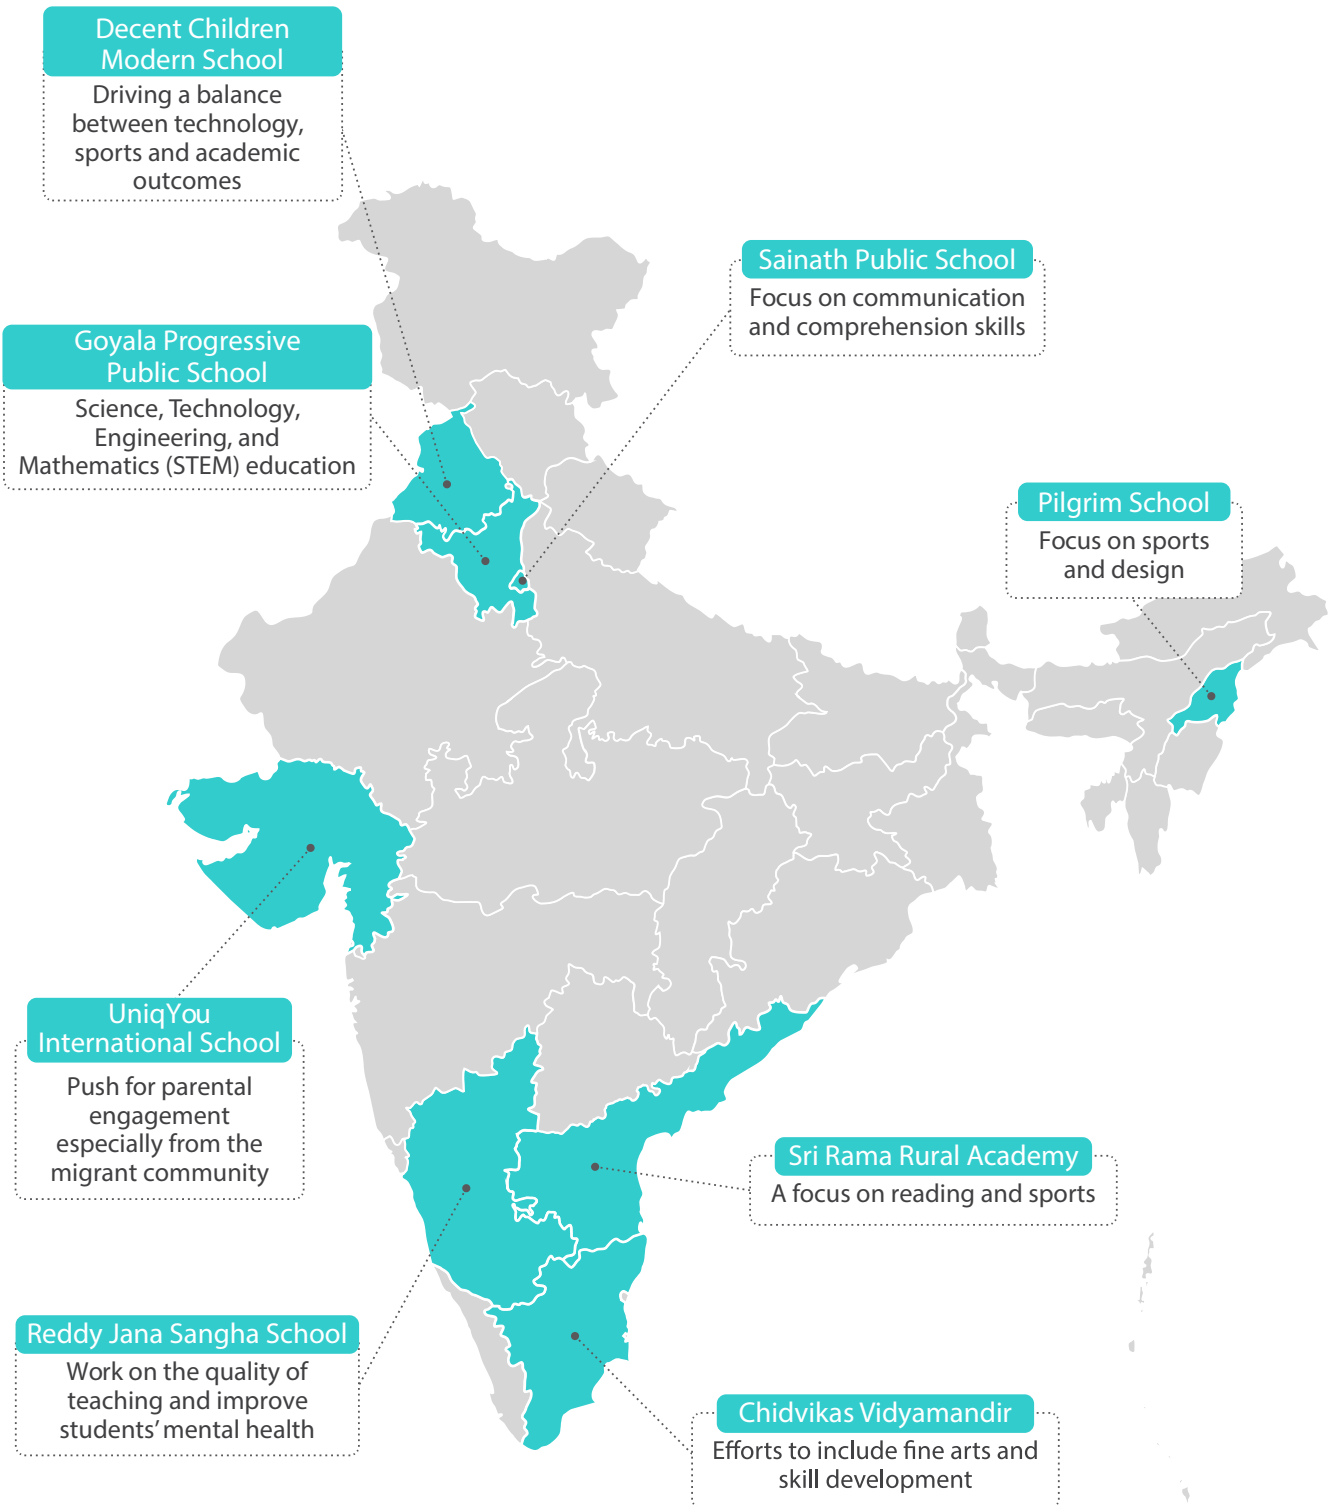 Decent Children
Modern School
Driving a balance
between technology,
sports and academic
outcomes
Sainath Public School
Focus on communication
and comprehension skills
Goyala Progressive
Public School
Science, Technology,
Engineering, and
Mathematics (STEM) education
Pilgrim School
Focus on sports
and design
UniqYou
International School
Push for parental
engagement
especially from the
migrant community
Sri Rama Rural Academy
A focus on reading and sports
Reddy Jana Sangha School
Work on the quality of
teaching and improve
students’ mental health
Chidvikas Vidyamandir
Efforts to include fine arts and
skill development